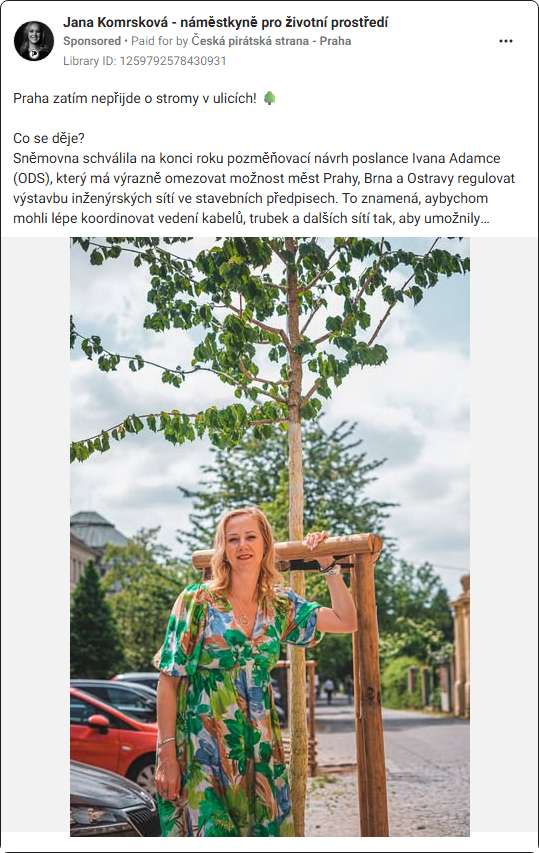 Jana Komrsková - náměstkyně pro životní prostředí
Sponsored • Paid for by Česká pirátská strana - Praha
Library ID: 1259792578430931
Praha zatím nepřijde o stromy v ulicích! 🌳
Co se děje?
Sněmovna schválila na konci roku pozměňovací návrh poslance Ivana Adamce
(ODS), který má výrazně omezovat možnost měst Prahy, Brna a Ostravy regulovat
výstavbu inženýrských sítí ve stavebních předpisech. To znamená, aybychom
mohli lépe koordinovat vedení kabelů, trubek a dalších sítí tak, aby umožnily…